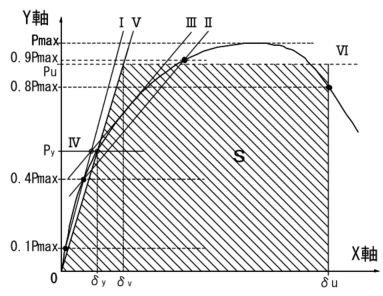 Y軸
I V III II
Pmax
VI
0.9Pmax
Pu
0.8Pmax
IV
Py
S
0.4Pmax
0.1Pmax
X軸
0
δy δv δu